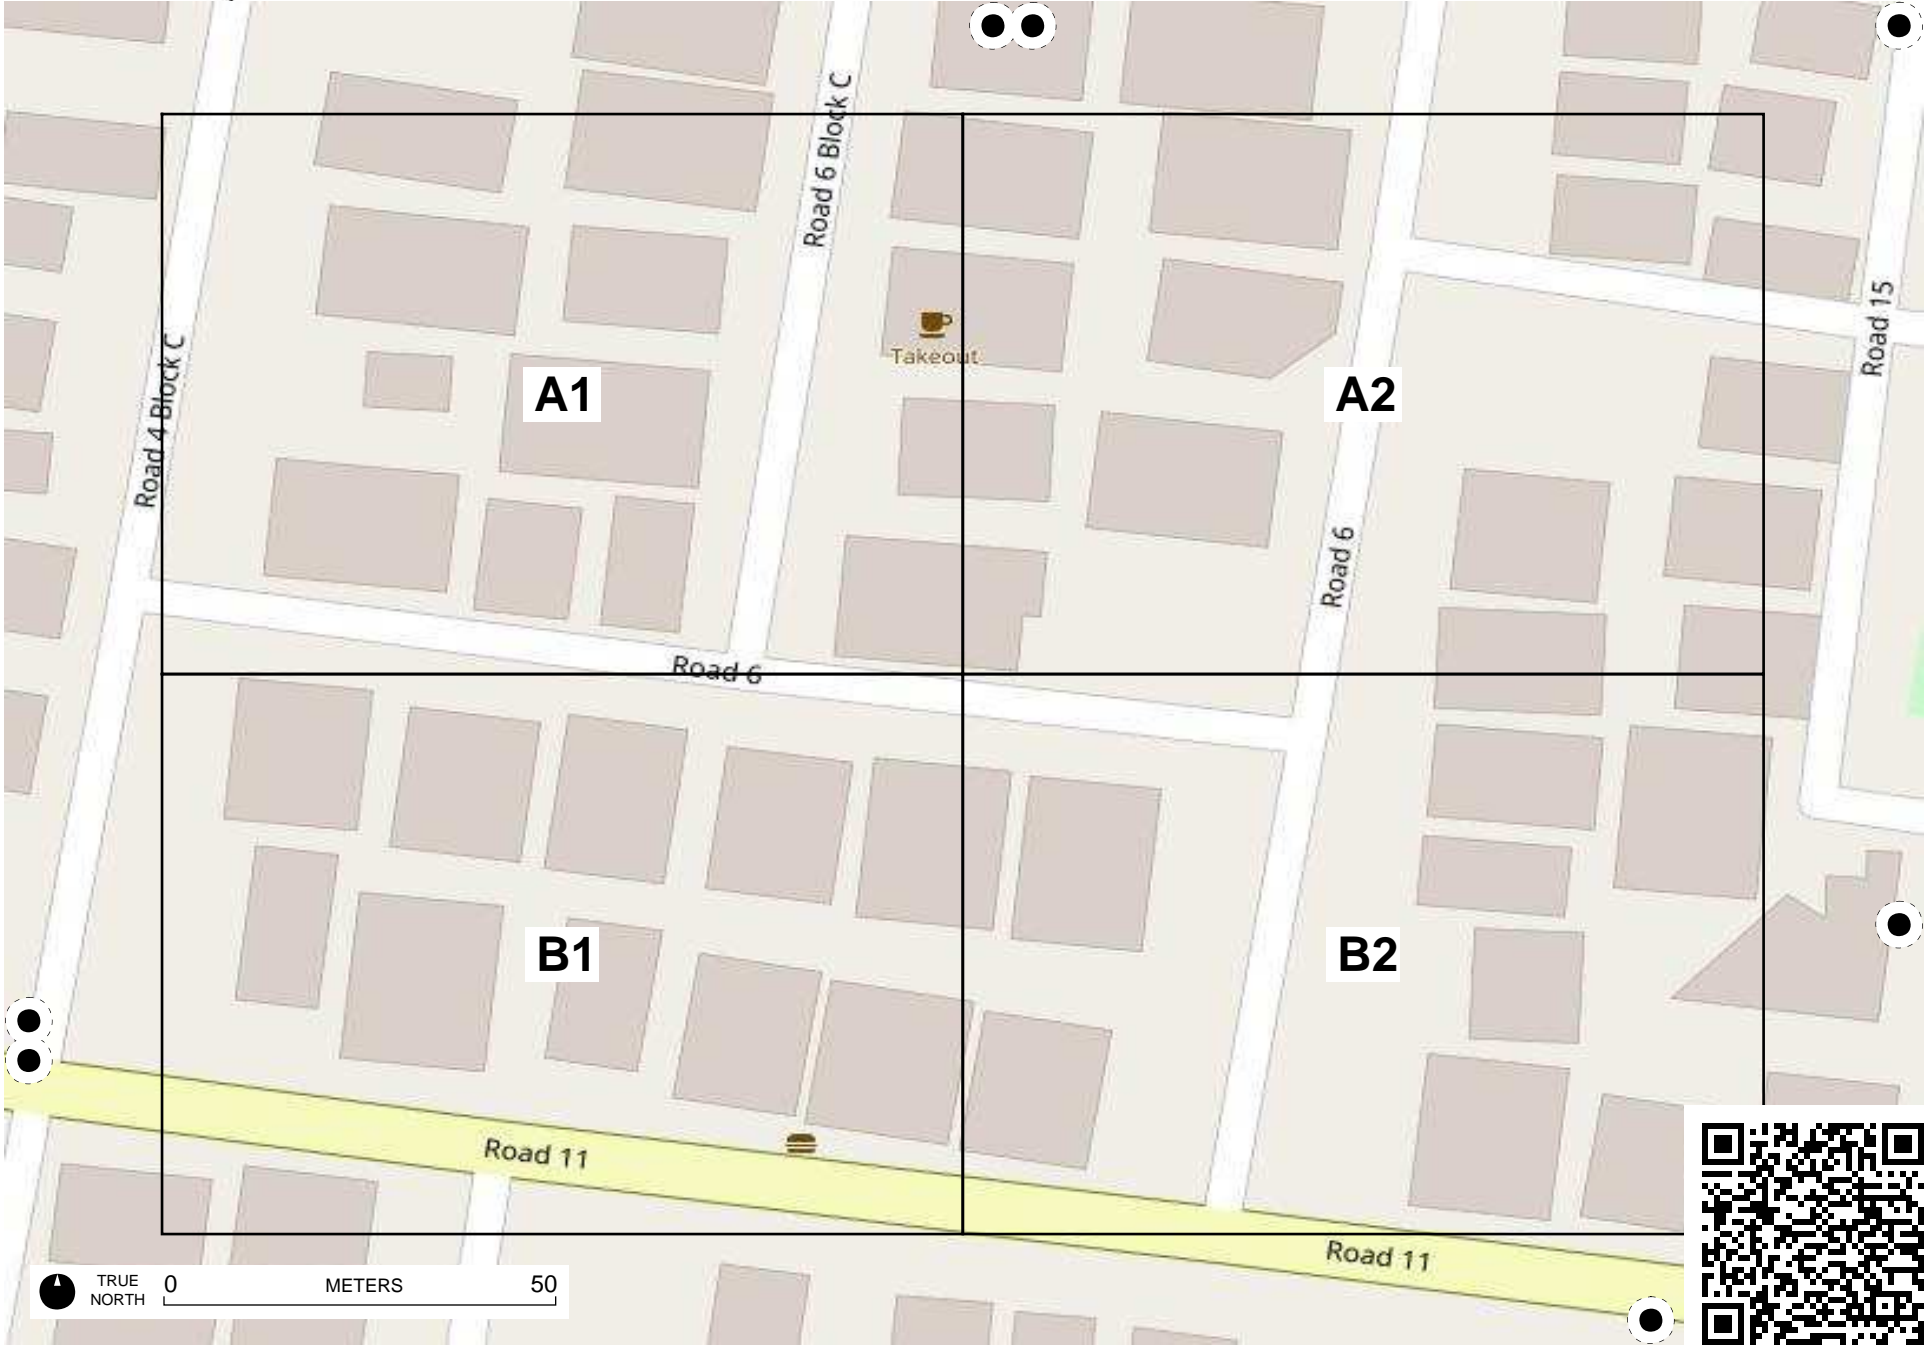 Road 6 Block C
Road 15
Takeout
Road 4 Block C
A1
A2
Road 6
Road 6
B1
B2
Road 11
Road 11
TRUE
NORTH
0 METERS 50